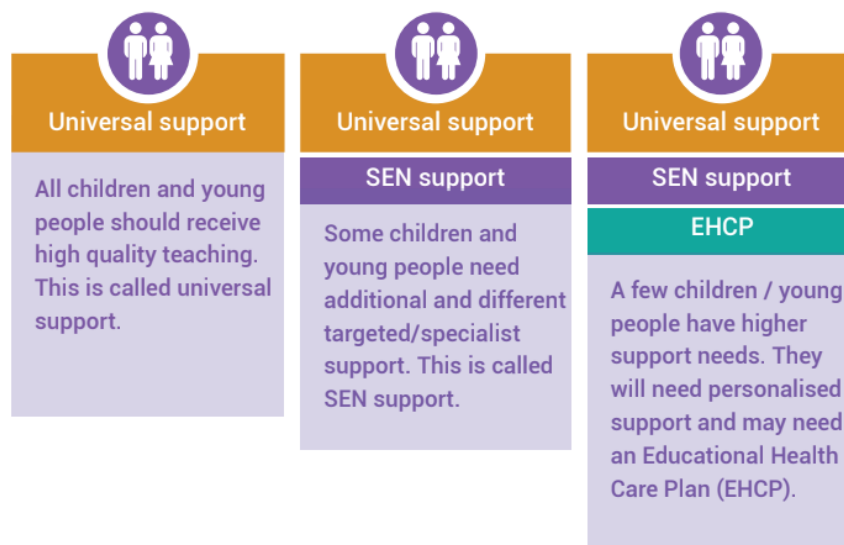 Universal support
All children and young
people should receive
high quality teaching.
This is called universal
support.
Universal support
SEN support
Some children and
young people need
additional and different
targeted/specialist
support. This is called
SEN support.
Universal support
SEN support
EHCP
A few children / young
people have higher
support needs. They
will need personalised
support and may need
an Educational Health
Care Plan (EHCP).